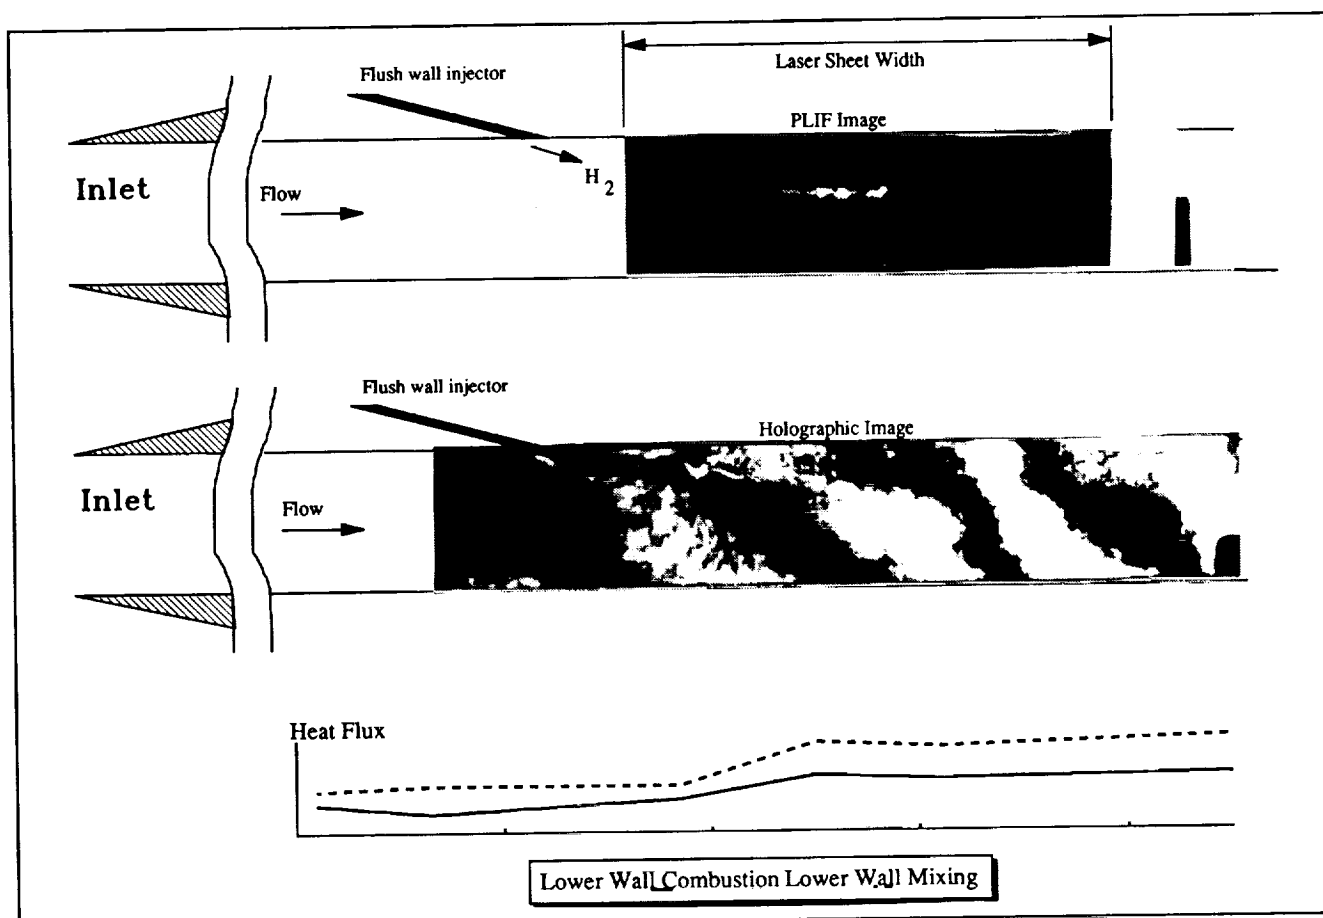 Laser Sheet Width
Flush wall injector
PLIF Image
H2
Inlet
Flow
Flush wall injector
Holographic Image
Inlet
Flow
Heat Flux
Lower Wall Combustion Lower Wall Mixing